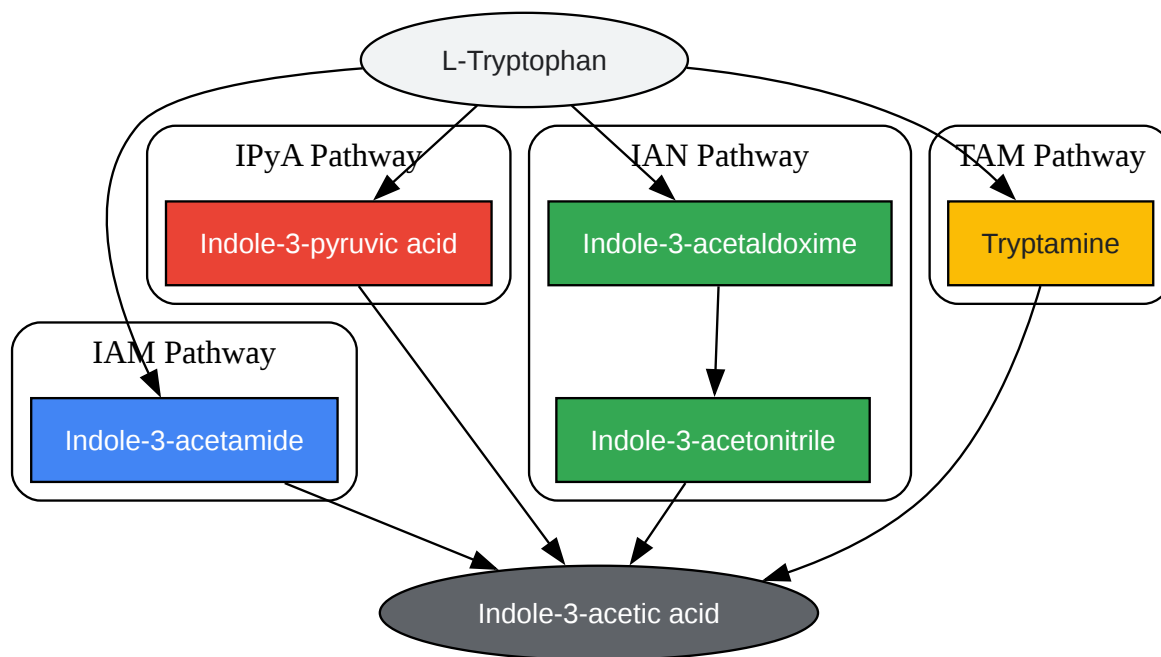 L-Tryptophan
IPyA Pathway
IAN Pathway
TAM Pathway
Indole-3-pyruvic acid
Indole-3-acetaldoxime
Tryptamine
IAM Pathway
Indole-3-acetamide
Indole-3-acetonitrile
Indole-3-acetic acid